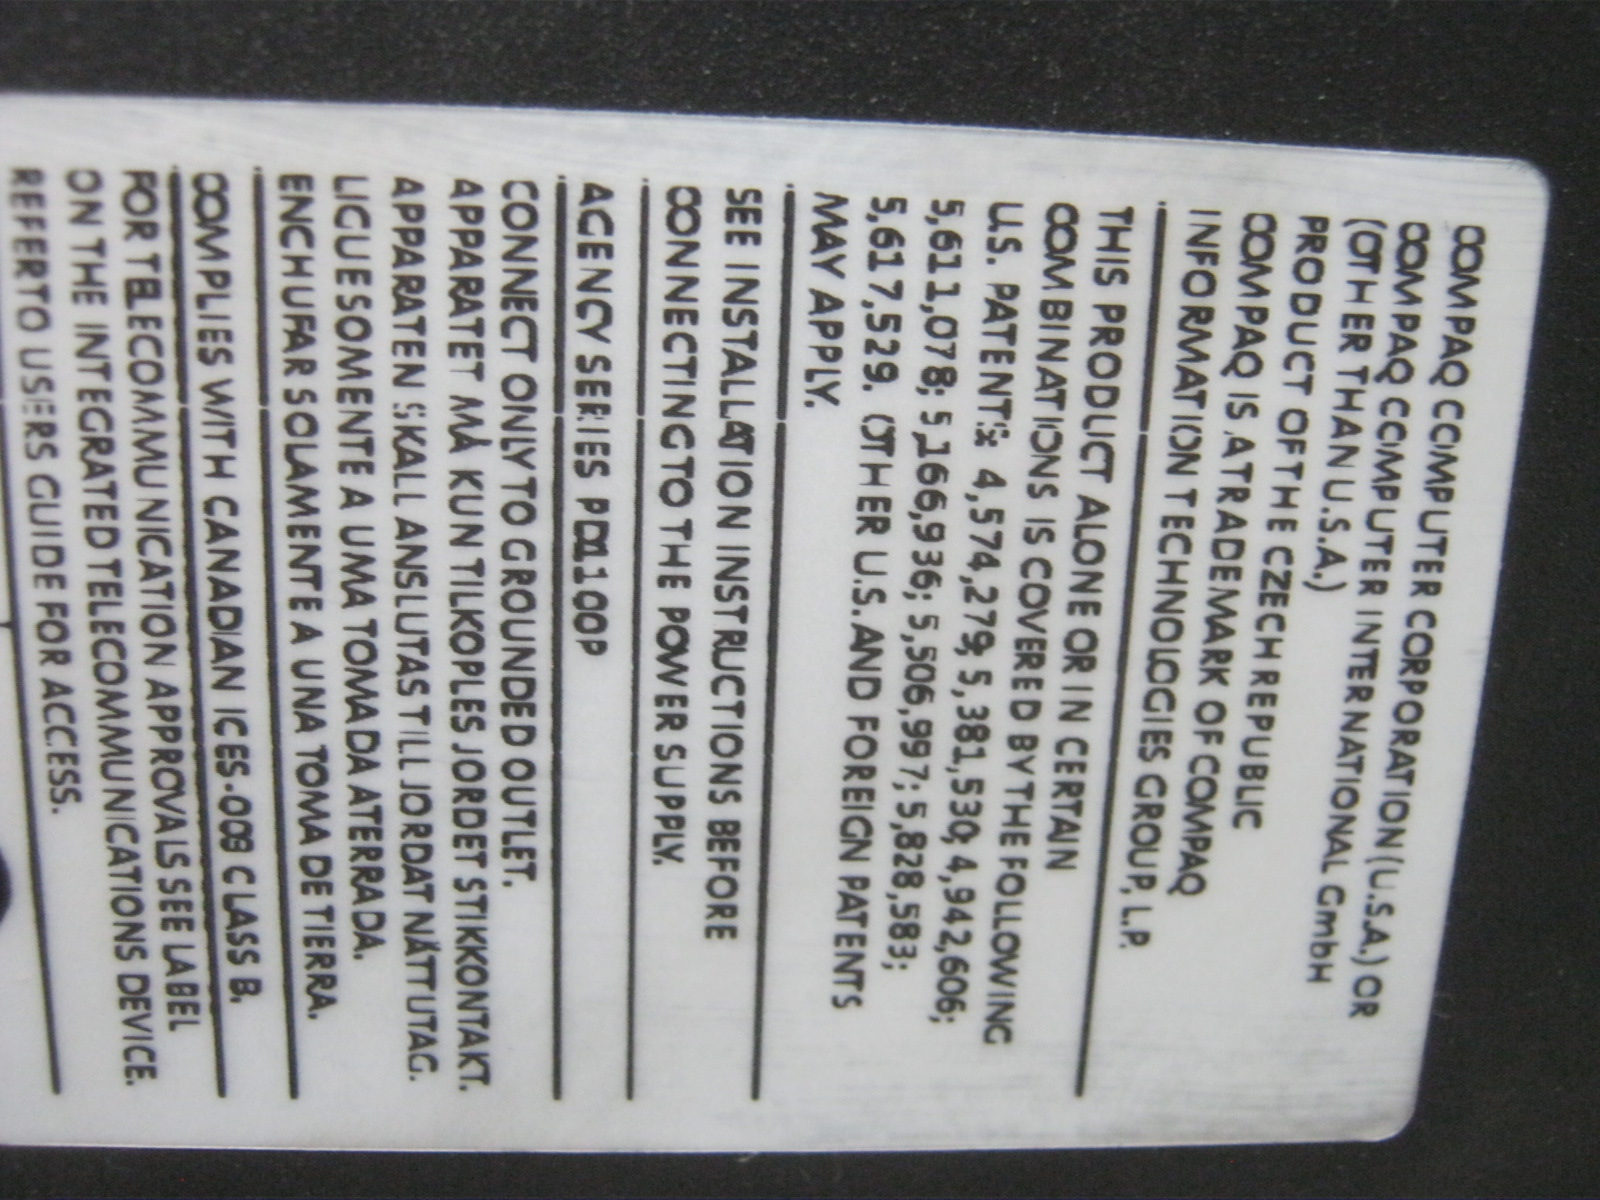 COMPAQ COMPUTER CORPORATION (U.S.A.) OR
COMPAQ COMPUTER INTERNATIONAL GmbH
(OTHER THAN U.S.A.)
PRODUCT OF THE CZECH REPUBLIC
COMPAQ IS A TRADEMARK OF COMPAQ
INFORMATION TECHNOLOGIES GROUP, L.P.
THIS PRODUCT ALONE OR IN CERTAIN
COMBINATIONS IS COVERED BY THE FOLLOWING
U.S. PATENTS: 4,574,279; 5,381,530; 4,942,606;
5,611,078; 5,166,936; 5,506,997; 5,828,583;
5,617,529. (OTHER U.S. AND FOREIGN PATENTS
MAY APPLY.
SEE INSTALLATION INSTRUCTIONS BEFORE
CONNECTING TO THE POWER SUPPLY.
AGENCY SERIES PD1100P
CONNECT ONLY TO GROUNDED OUTLET.
APPARATET MÅ KUN TILKOPLES JORDET STIKKONTAKT.
APPARATEN SKALL ANSLUTAS TILL JORDAT NÄTTUTAG.
LIGUE SOMENTE A UMA TOMADA ATERRADA.
ENCHUFAR SOLAMENTE A UNA TOMA DE TIERRA.
COMPLIES WITH CANADIAN ICES-003 CLASS B.
FOR TELECOMMUNICATION APPROVALS SEE LABEL
ON THE INTEGRATED TELECOMMUNICATIONS DEVICE.
REFER TO USERS GUIDE FOR ACCESS.